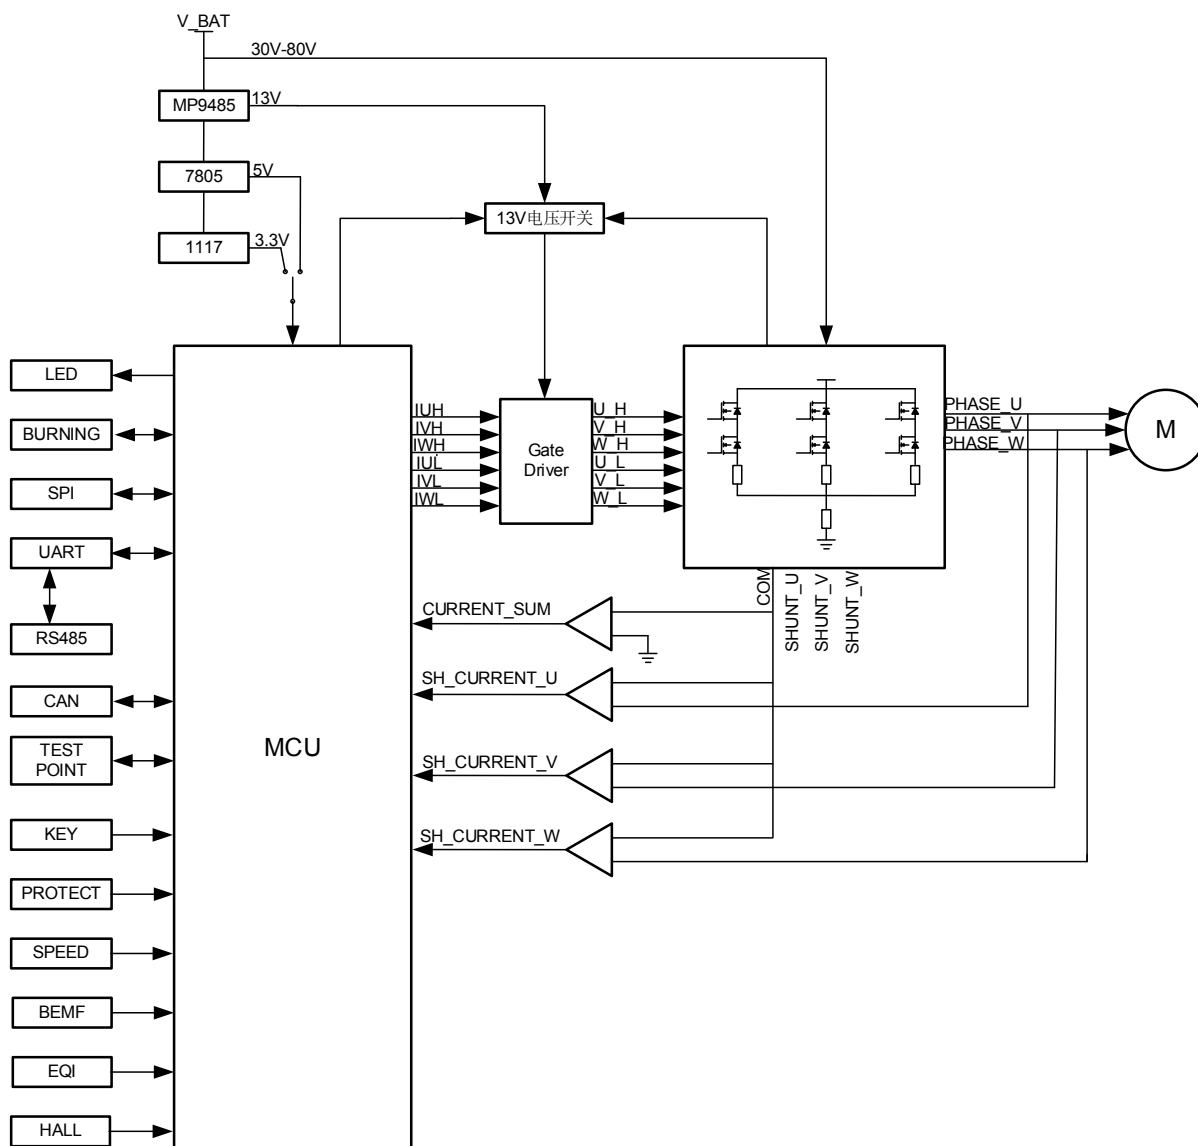 V_BAT
30V-80V
MP9485
13V
7805
5V
1117
3.3V
13V电压开关
LED
BURNING
SPI
UART
RS485
CAN
TEST
POINT
KEY
PROTECT
SPEED
BEMF
EQI
HALL
MCU
IUH
IVH
IWH
IUL
IVL
IWL
Gate
Driver
U_H
V_H
W_H
U_L
V_L
W_L
PHASE_U
PHASE_V
PHASE_W
M
COM
SHUNT_U
SHUNT_V
SHUNT_W
CURRENT_SUM
SH_CURRENT_U
SH_CURRENT_V
SH_CURRENT_W